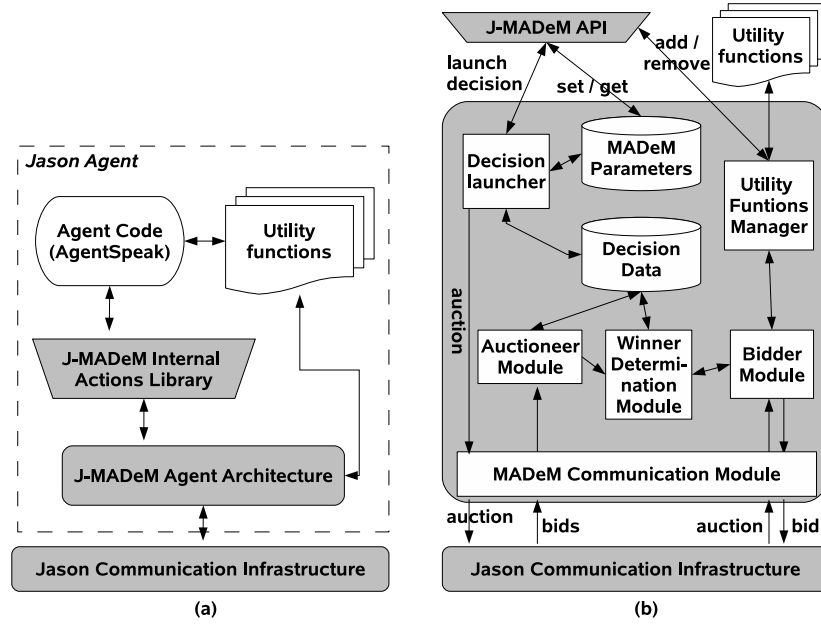 Jason Agent
Agent Code
(AgentSpeak)
Utility
functions
J-MADeM Internal
Actions Library
J-MADeM Agent Architecture
Jason Communication Infrastructure
(a)
J-MADeM API
launch
decision
set / get
add /
remove
Utility
functions
Decision
launcher
MADeM
Parameters
Utility
Funtions
Manager
Decision
Data
auction
Auctioneer
Module
Winner
Determi-
nation
Module
Bidder
Module
MADeM Communication Module
auction
bids
auction
bid
Jason Communication Infrastructure
(b)